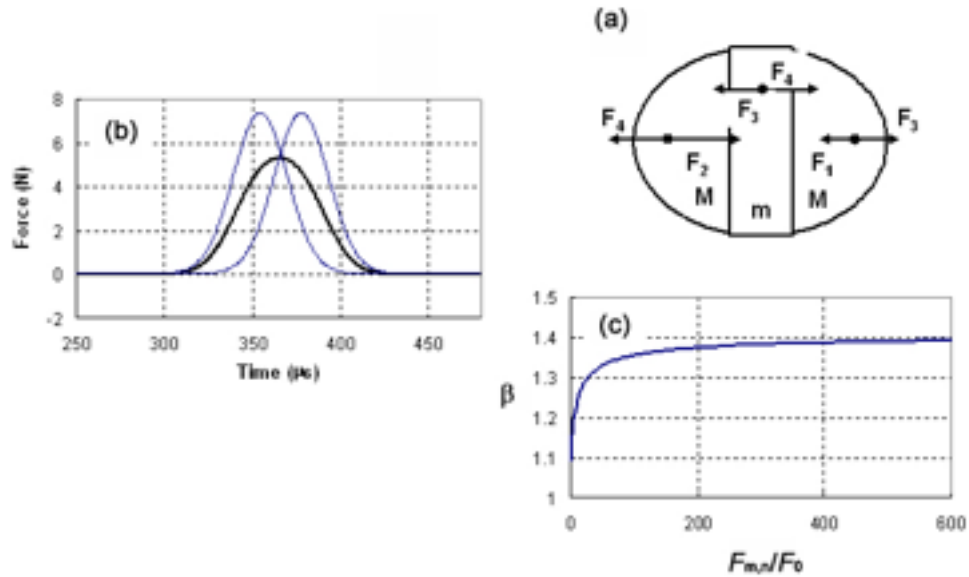 (a)
F4
F4
F3
F3
F2
F1
M
m
M
(b)
8
6
4
2
0
-2
Force (N)
250
300
350
400
450
Time (μs)
(c)
1.5
1.4
1.3
1.2
1.1
1
β
0
200
400
600
Fm,n/F0